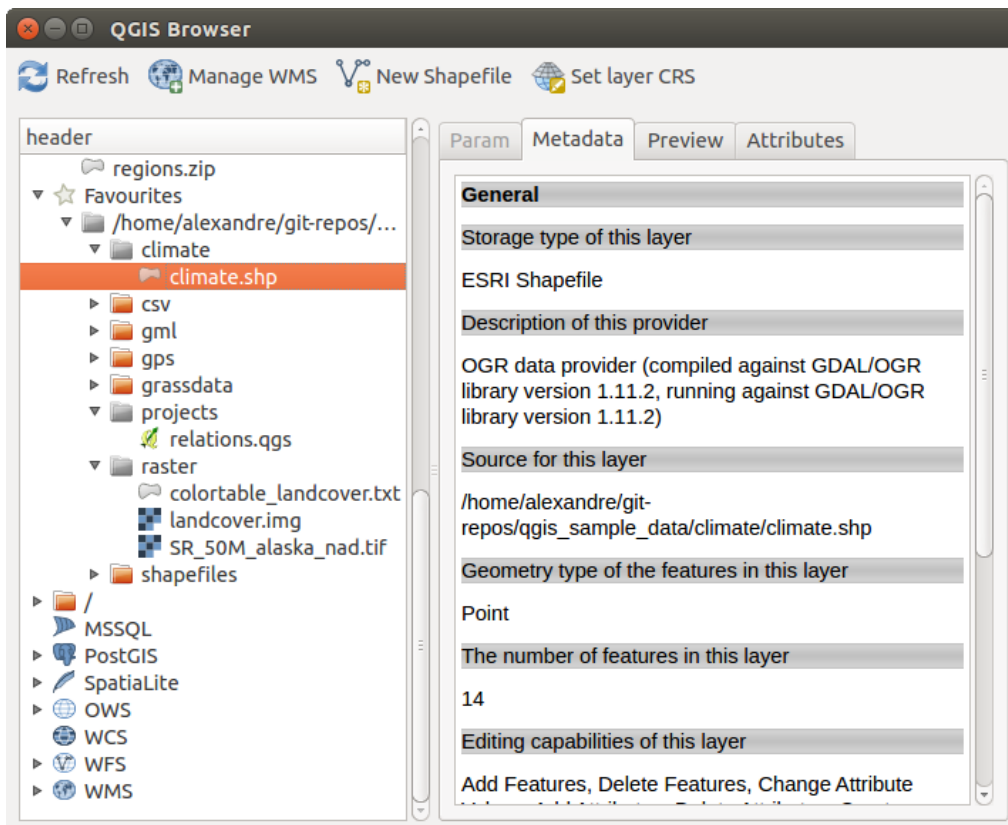 QGIS Browser
Refresh Manage WMS New Shapefile Set layer CRS
header
regions.zip
Favourites
/home/alexandre/git-repos/...
climate
climate.shp
csv
gml
gps
grassdata
projects
relations.qgs
raster
colortable_landcover.txt
landcover.img
SR_50M_alaska_nad.tif
shapefiles
/
MSSQL
PostGIS
SpatiaLite
OWS
WCS
WFS
WMS
Param Metadata Preview Attributes
General
Storage type of this layer
ESRI Shapefile
Description of this provider
OGR data provider (compiled against GDAL/OGR
library version 1.11.2, running against GDAL/OGR
library version 1.11.2)
Source for this layer
/home/alexandre/git-
repos/qgis_sample_data/climate/climate.shp
Geometry type of the features in this layer
Point
The number of features in this layer
14
Editing capabilities of this layer
Add Features, Delete Features, Change Attribute